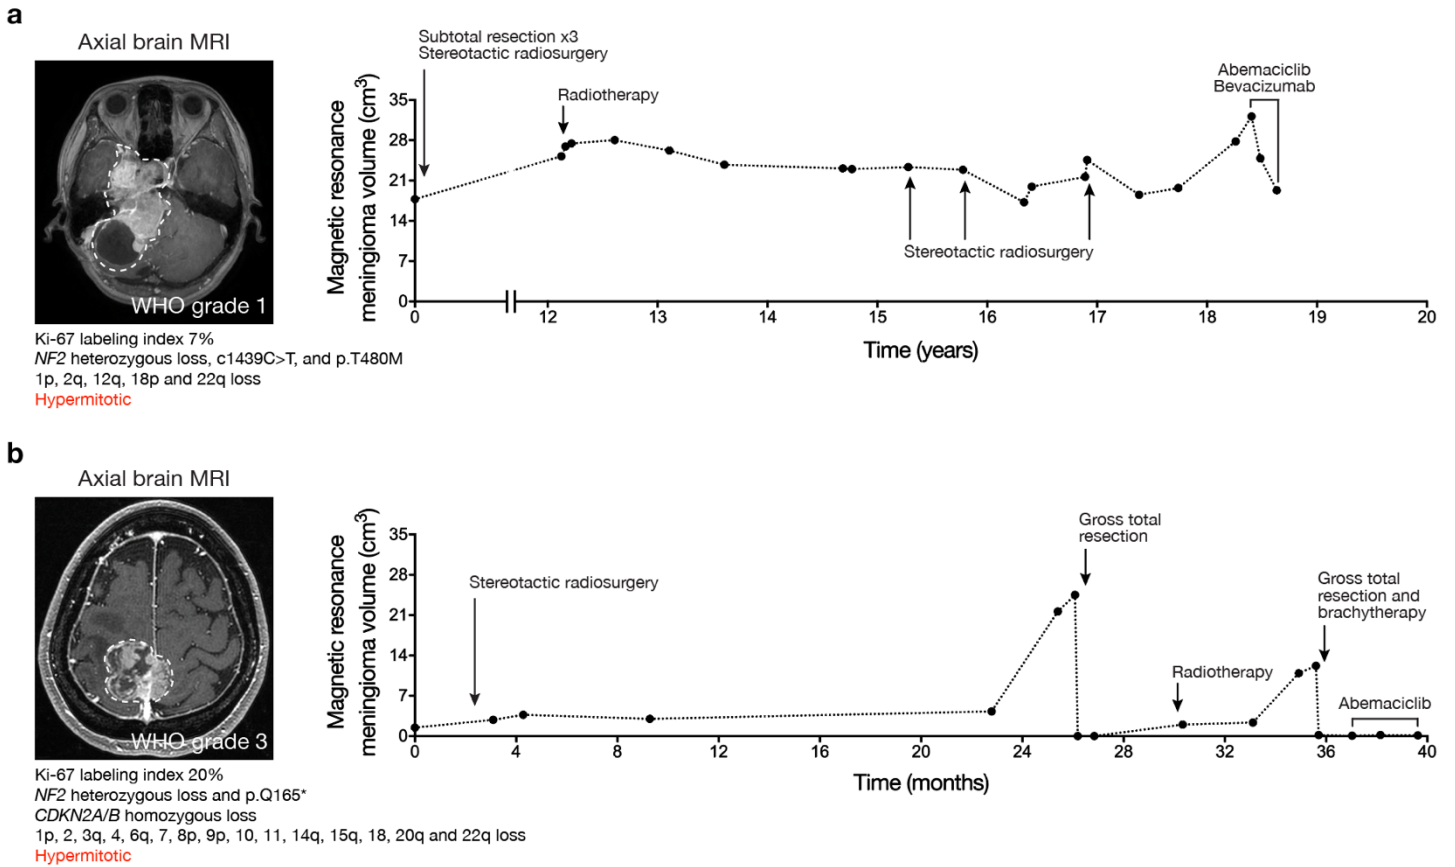 a
Axial brain MRI
WHO grade 1
Ki-67 labeling index 7%
NF2 heterozygous loss, c1439C>T, and p.T480M
1p, 2q, 12q, 18p and 22q loss
Hypermitotic
Magnetic resonance
meningioma volume (cm³)
35
28
21
14
7
0
Subtotal resection x3
Stereotactic radiosurgery
Radiotherapy
Stereotactic radiosurgery
Abemaciclib
Bevacizumab
0 12 13 14 15 16 17 18 19 20
Time (years)
b
Axial brain MRI
WHO grade 3
Ki-67 labeling index 20%
NF2 heterozygous loss and p.Q165*
CDKN2A/B homozygous loss
1p, 2, 3q, 4, 6q, 7, 8p, 9p, 10, 11, 14q, 15q, 18, 20q and 22q loss
Hypermitotic
Magnetic resonance
meningioma volume (cm³)
35
28
21
14
7
0
Stereotactic radiosurgery
Gross total
resection
Radiotherapy
Gross total
resection and
brachytherapy
Abemaciclib
0 4 8 12 16 20 24 28 32 36 40
Time (months)